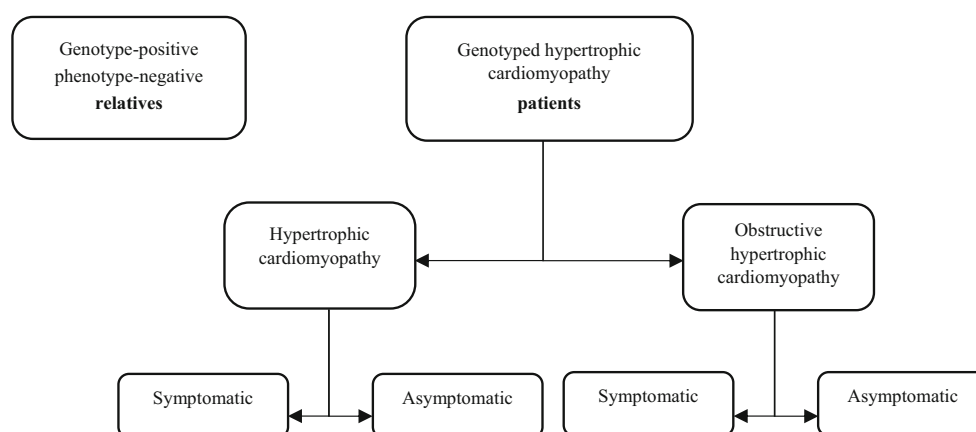 Genotype-positive
phenotype-negative
relatives
Genotyped hypertrophic
cardiomyopathy
patients
Hypertrophic
cardiomyopathy
Obstructive
hypertrophic
cardiomyopathy
Symptomatic
Asymptomatic
Symptomatic
Asymptomatic